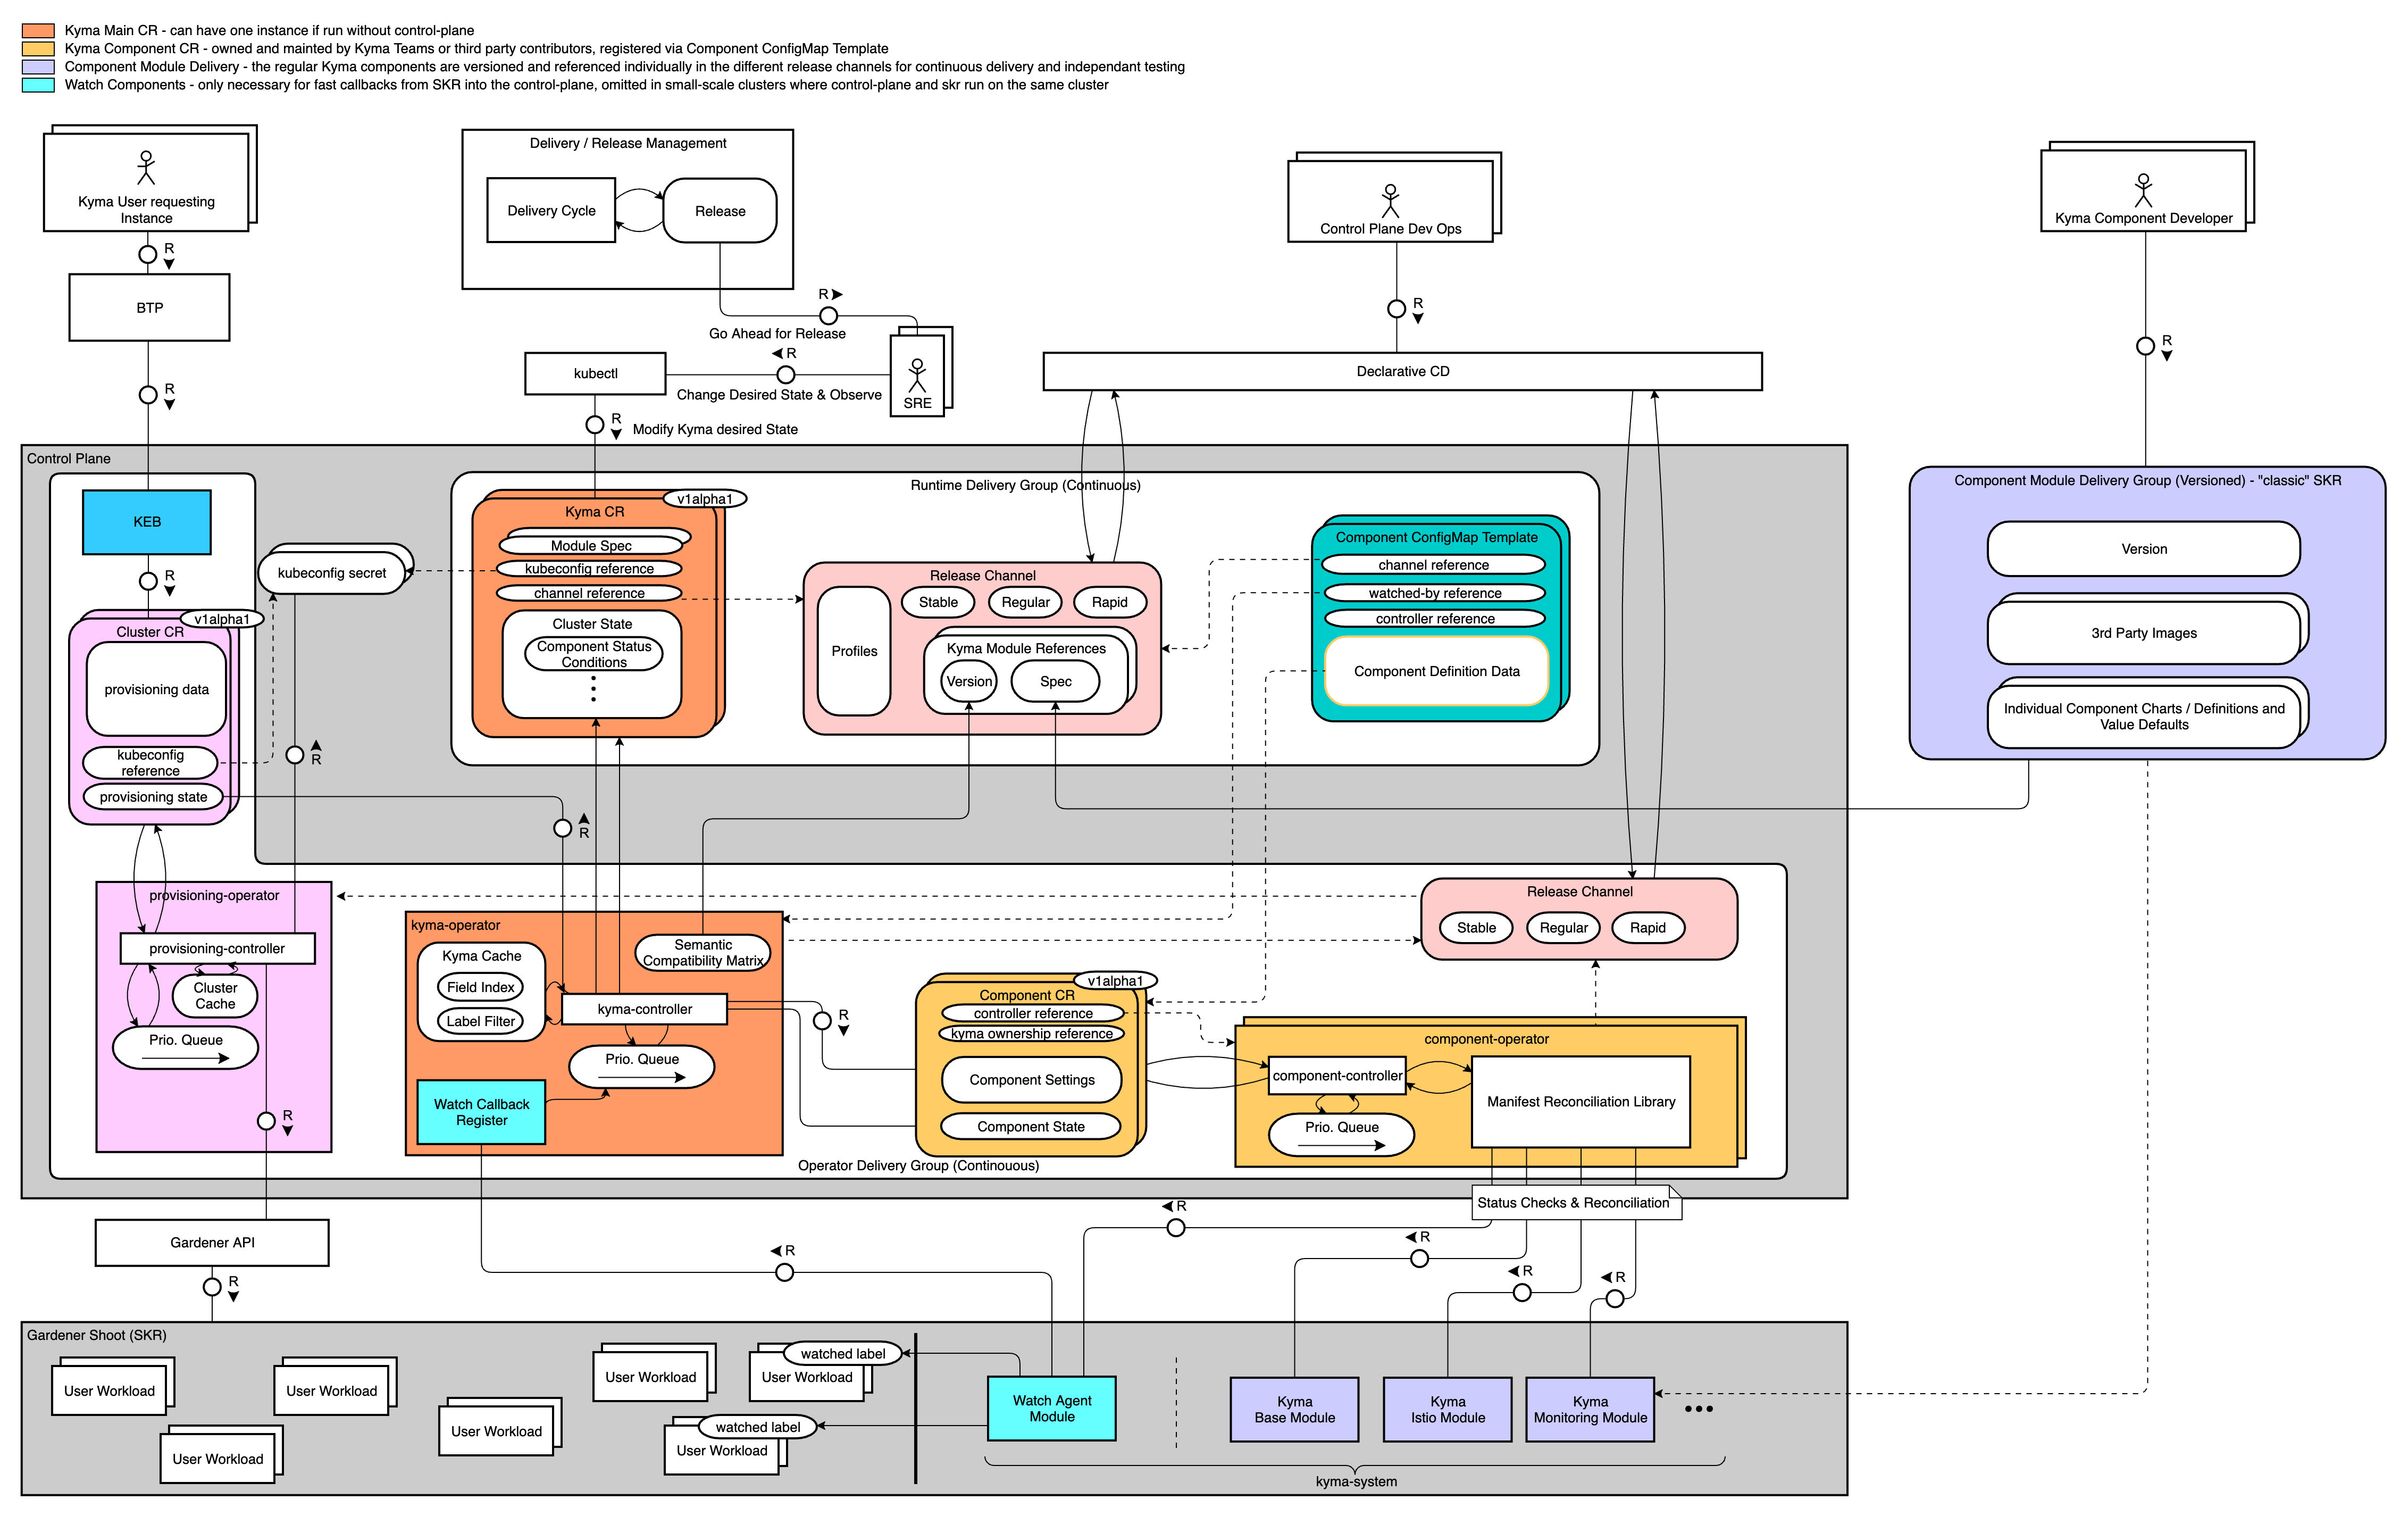 Kyma Main CR - can have one instance if run without control-plane
Kyma Component CR - owned and mainted by Kyma Teams or third party contributors, registered via Component ConfigMap Template
Component Module Delivery - the regular Kyma components are versioned and referenced individually in the different release channels for continuous delivery and independant testing
Watch Components - only necessary for fast callbacks from SKR into the control-plane, omitted in small-scale clusters where control-plane and skr run on the same cluster
Kyma User requesting
Instance
R
BTP
R
Delivery / Release Management
Delivery Cycle
Release
R
Go Ahead for Release
R
kubectl
Change Desired State & Observe
SRE
R
Modify Kyma desired State
Control Plane Dev Ops
R
Declarative CD
Kyma Component Developer
R
Control Plane
KEB
R
kubeconfig secret
v1alpha1
Cluster CR
provisioning data
kubeconfig
reference
provisioning state
R
R
Runtime Delivery Group (Continuous)
v1alpha1
Kyma CR
Module Spec
kubeconfig reference
channel reference
Cluster State
Component Status
Conditions
Release Channel
Profiles
Stable
Regular
Rapid
Kyma Module References
Version
Spec
Component ConfigMap Template
channel reference
watched-by reference
controller reference
Component Definition Data
Component Module Delivery Group (Versioned) - "classic" SKR
Version
3rd Party Images
Individual Component Charts / Definitions and
Value Defaults
provisioning-operator
provisioning-controller
Cluster
Cache
Prio. Queue
R
kyma-operator
Kyma Cache
Field Index
Label Filter
Semantic
Compatibility Matrix
kyma-controller
Prio. Queue
Watch Callback
Register
R
v1alpha1
Component CR
controller reference
kyma ownership reference
Component Settings
Component State
Release Channel
Stable
Regular
Rapid
component-operator
component-controller
Prio. Queue
Manifest Reconciliation Library
Operator Delivery Group (Continouous)
Status Checks & Reconciliation
Gardener API
R
R
R
R
R
R
Gardener Shoot (SKR)
User Workload
User Workload
User Workload
User Workload
User Workload
watched label
User Workload
watched label
User Workload
Watch Agent
Module
Kyma
Base Module
Kyma
Istio Module
Kyma
Monitoring Module
kyma-system